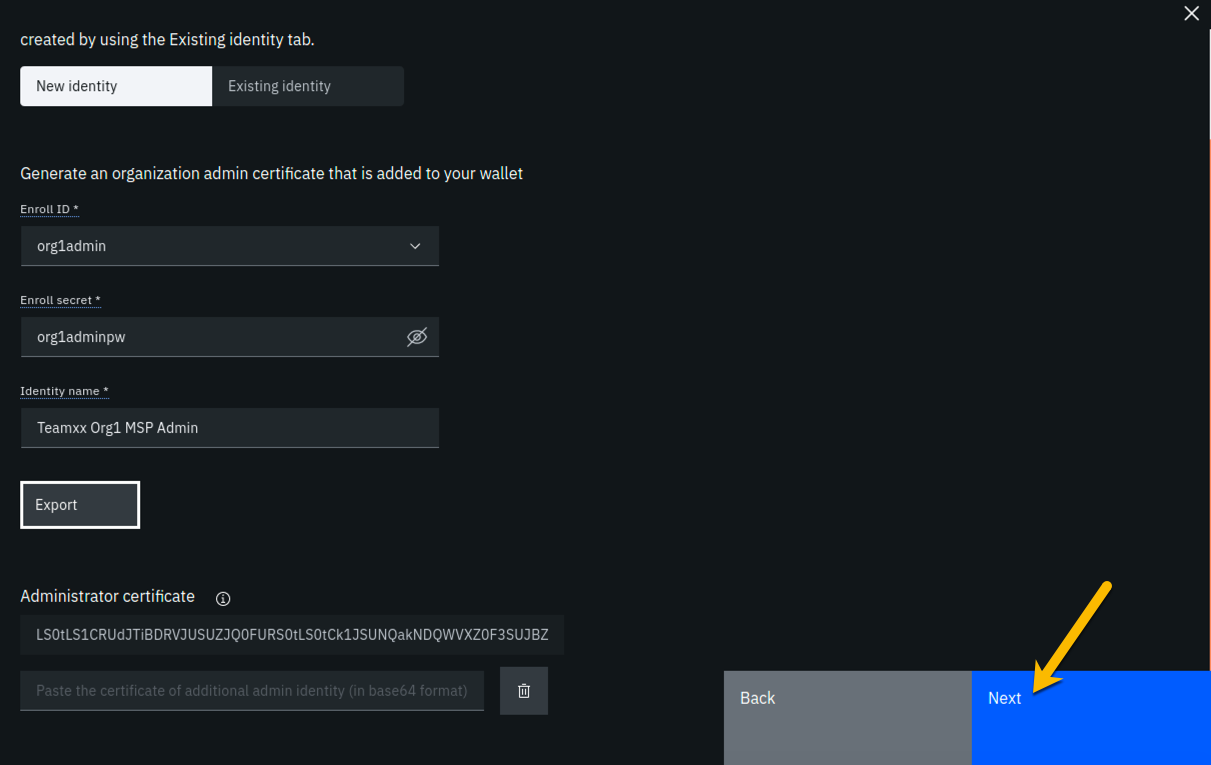 created by using the Existing identity tab.
New identity
Existing identity
Generate an organization admin certificate that is added to your wallet
Enroll ID *
org1admin
Enroll secret *
org1adminpw
Identity name *
Teamxx Org1 MSP Admin
Export
Administrator certificate
LS0tLS1CRUdJTiBDRVJUSUZJQ0FURS0tLS0tCk1JSUNQakNDQWVXZ0F3SUJBZ
Paste the certificate of additional admin identity (in base64 format)
Back
Next